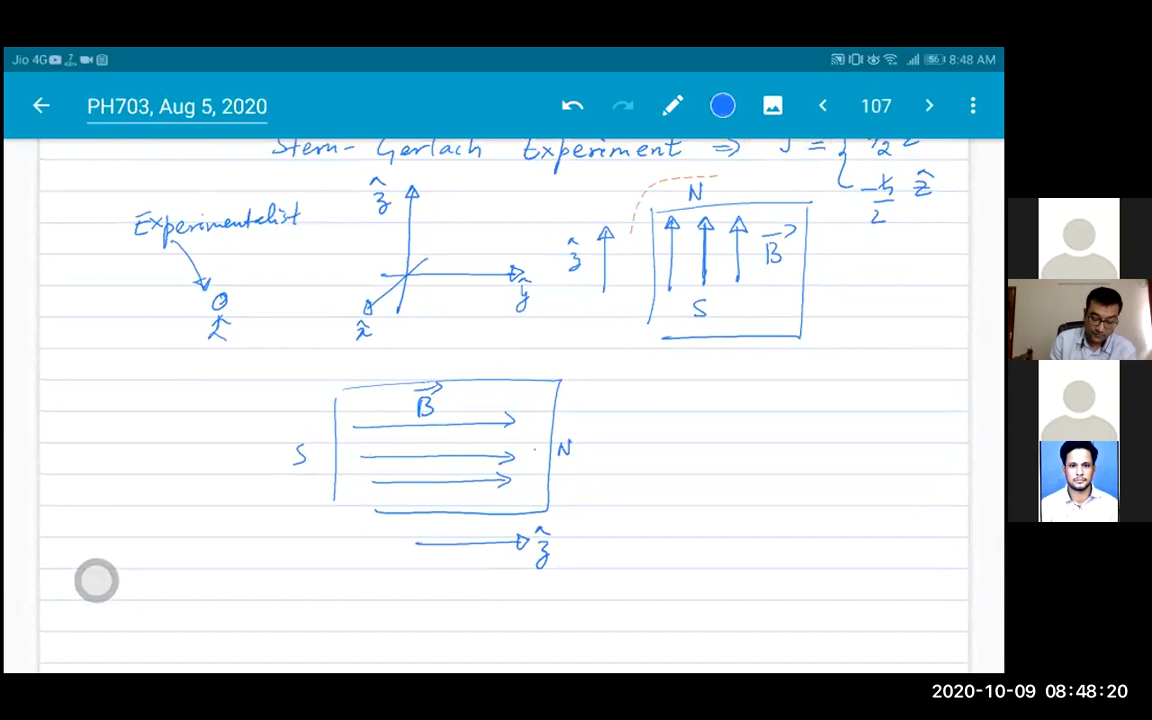 Jio 4G 8:48 AM
PH703, Aug 5, 2020 107
Stern-Gerlach Experiment ⇒ = { ħ/2 ẑ
-ħ/2 ẑ
Experimentalist
ẑ
ŷ
x̂
ẑ
N
B⃗
S
B⃗
S N
ẑ
2020-10-09 08:48:20